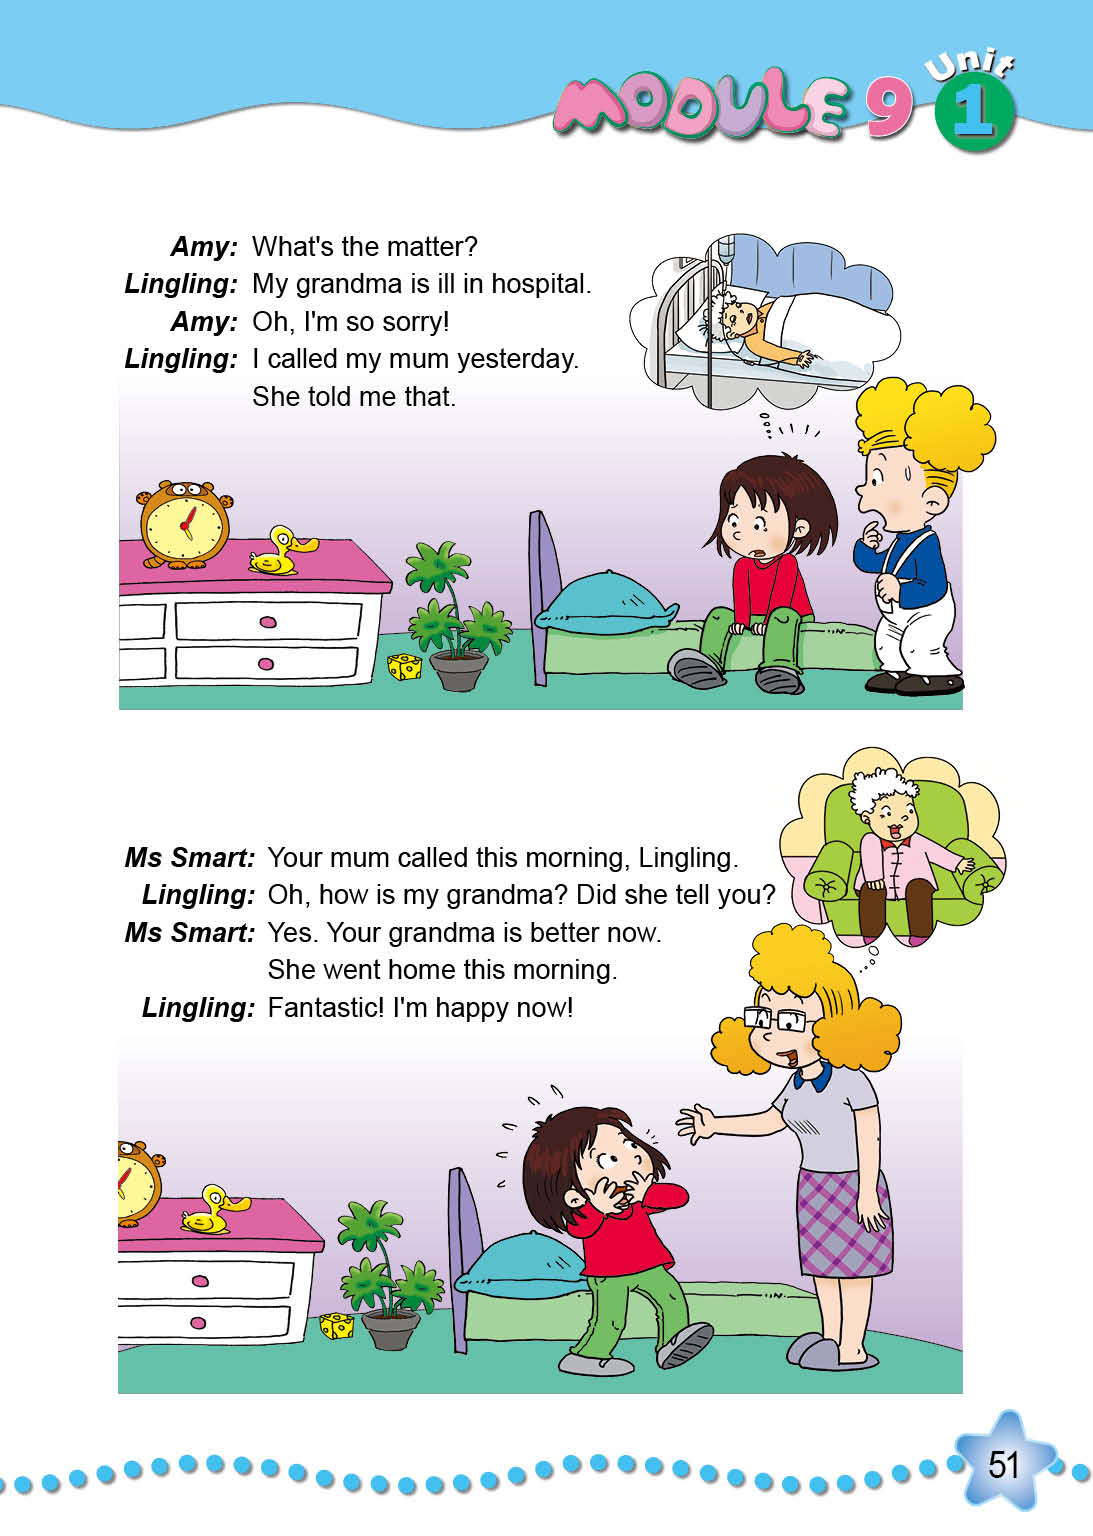 MODULE 9 Unit 1
Amy: What's the matter?
Lingling: My grandma is ill in hospital.
Amy: Oh, I'm so sorry!
Lingling: I called my mum yesterday.
She told me that.
Ms Smart: Your mum called this morning, Lingling.
Lingling: Oh, how is my grandma? Did she tell you?
Ms Smart: Yes. Your grandma is better now.
She went home this morning.
Lingling: Fantastic! I'm happy now!
51